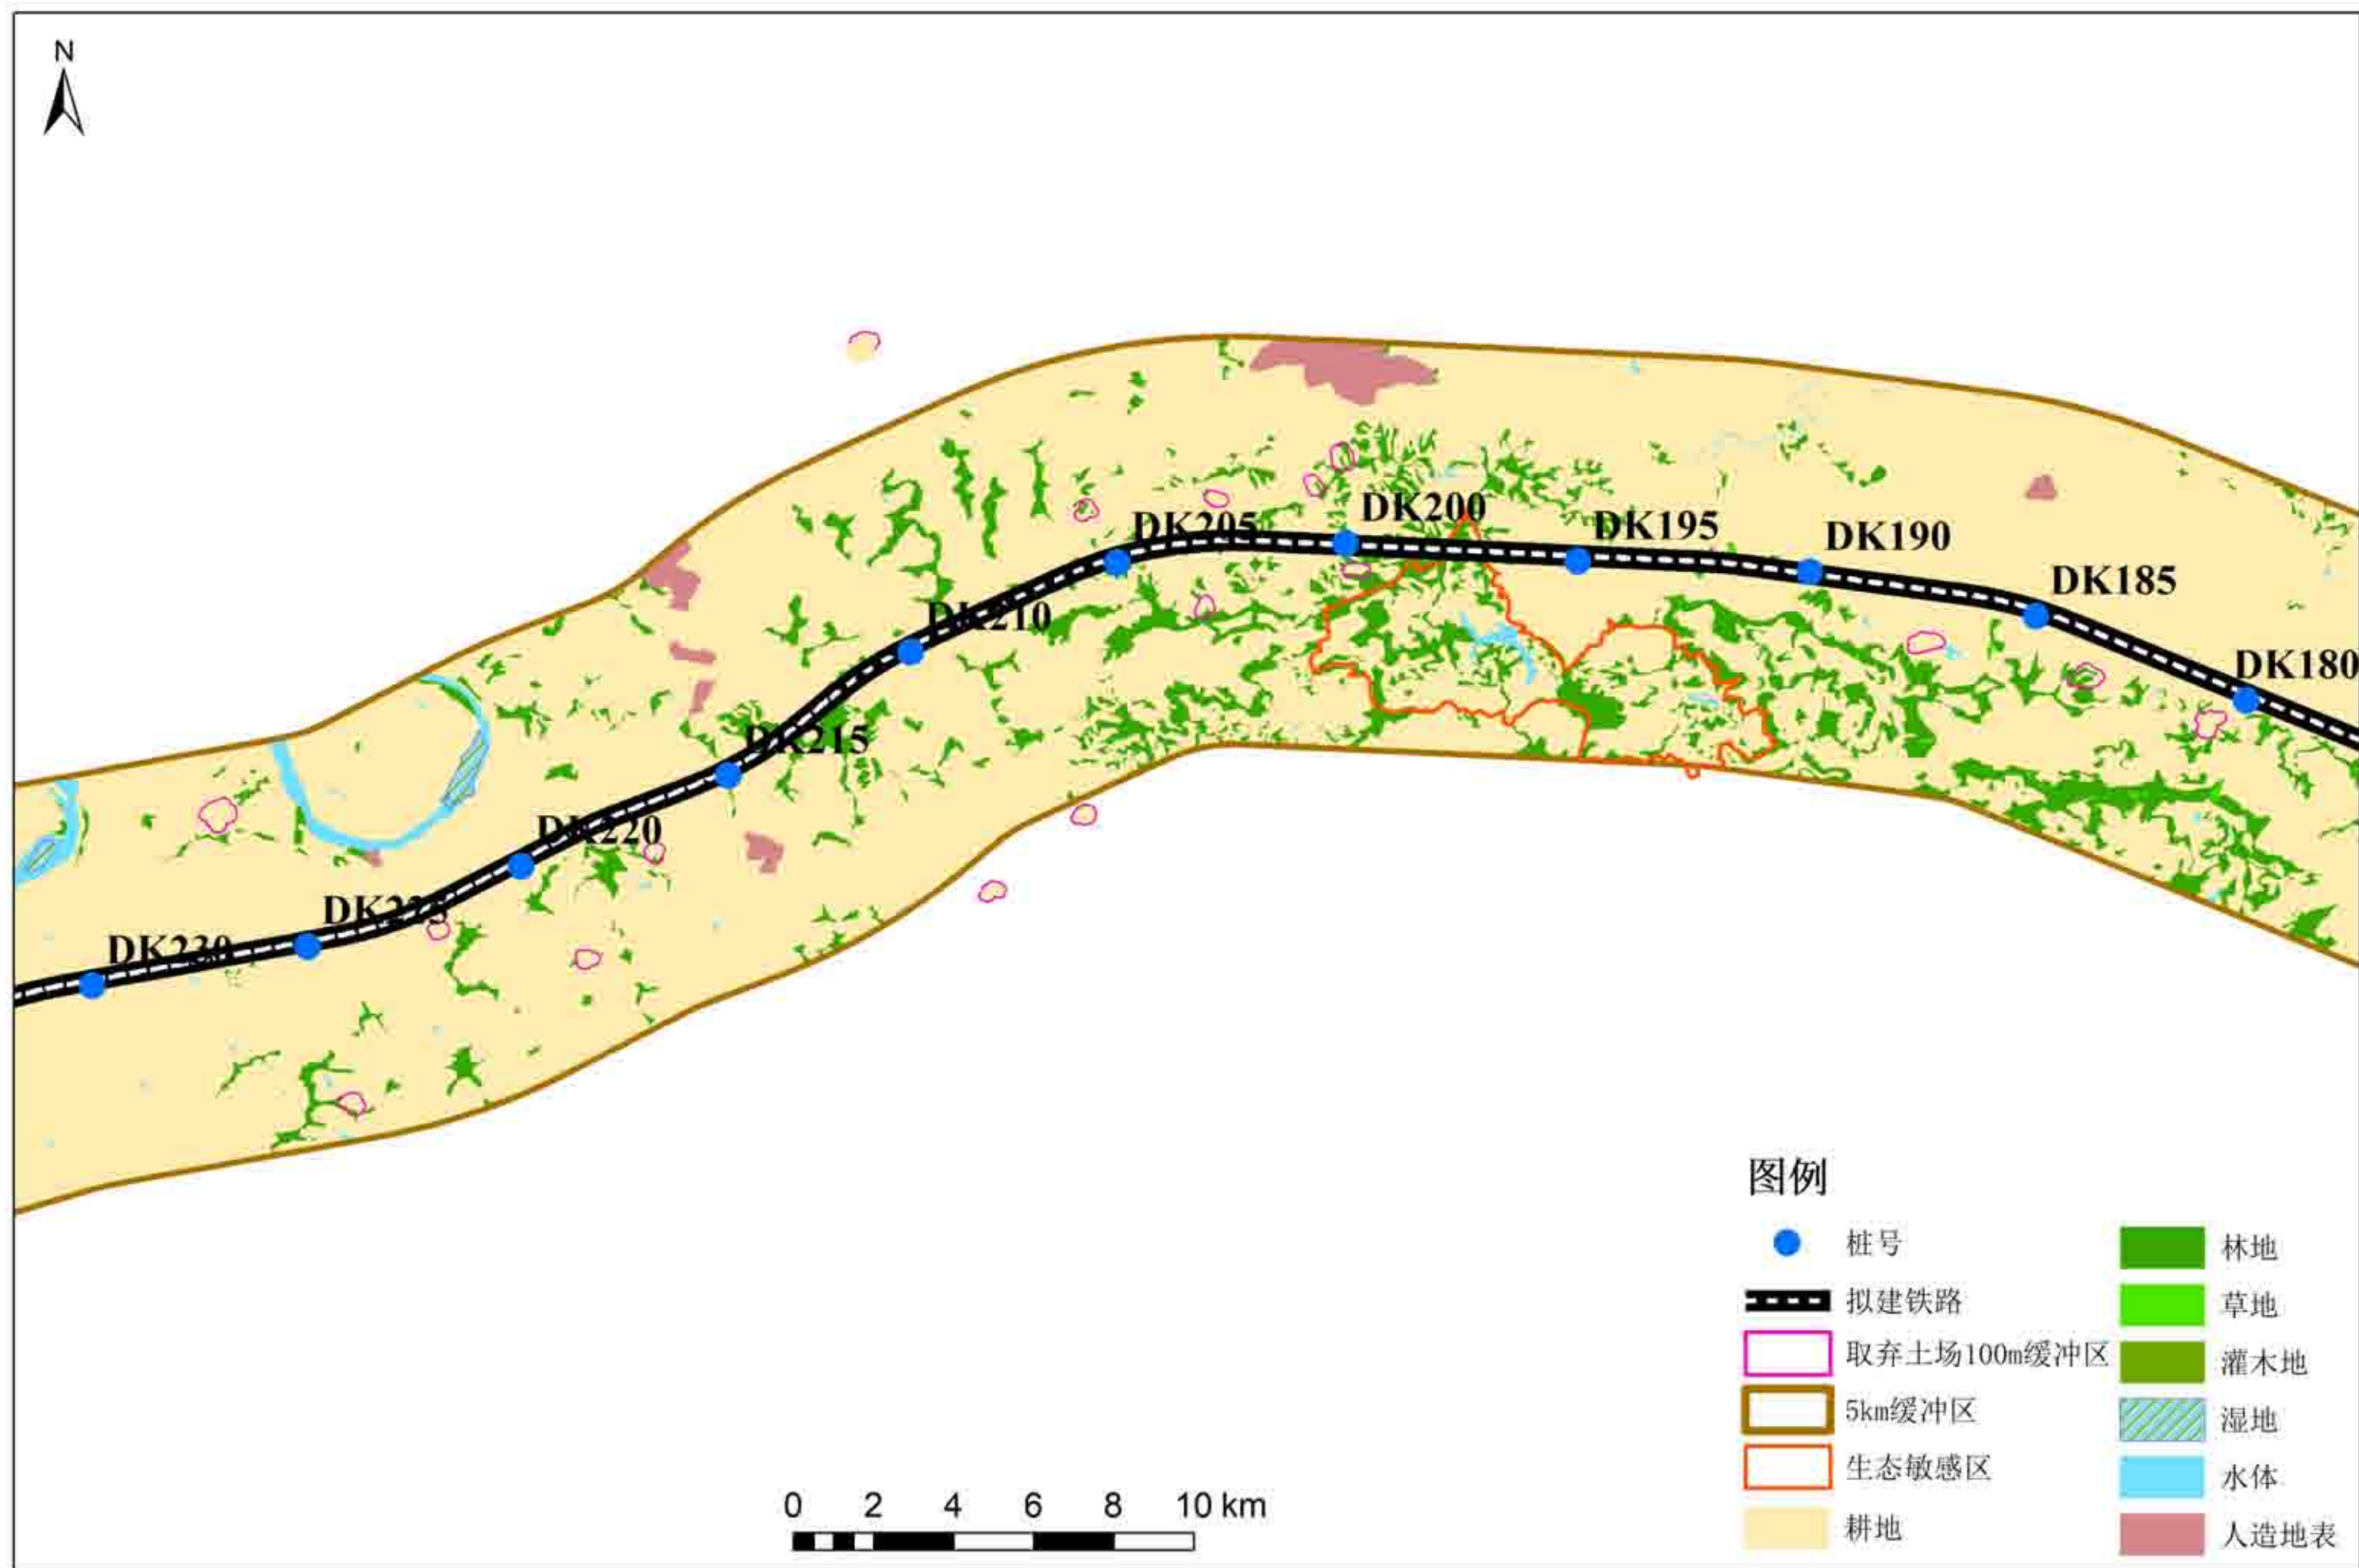 N
DK200
DK205
DK195
DK190
DK185
DK210
DK180
DK215
DK220
DK225
DK230
图例
桩号
拟建铁路
取弃土场100m缓冲区
5km缓冲区
生态敏感区
耕地
林地
草地
灌木地
湿地
水体
人造地表
0 2 4 6 8 10 km